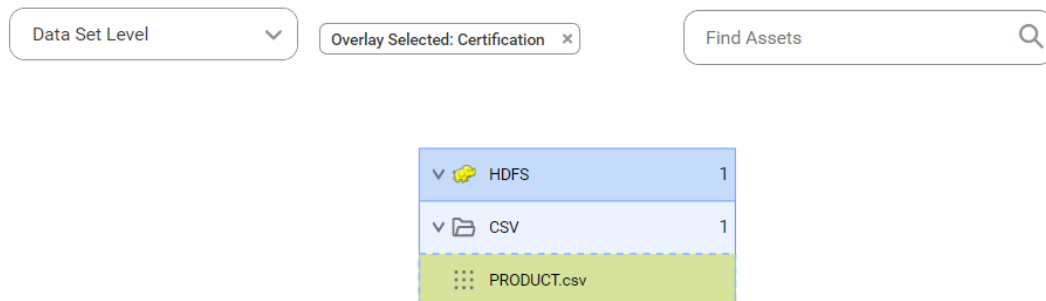 Data Set Level
Overlay Selected: Certification ×
Find Assets
HDFS 1
CSV 1
PRODUCT.csv